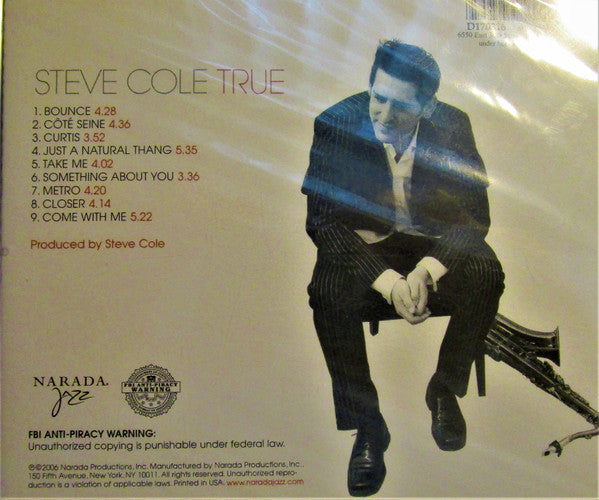 D170316
6550 East
under
STEVE COLE TRUE
1. BOUNCE 4.28
2. CÔTÉ SEINE 4.36
3. CURTIS 3.52
4. JUST A NATURAL THANG 5.35
5. TAKE ME 4.02
6. SOMETHING ABOUT YOU 3.36
7. METRO 4.20
8. CLOSER 4.14
9. COME WITH ME 5.22
Produced by Steve Cole
NARADA.
Jazz
FBI ANTI-PIRACY
WARNING
FBI ANTI-PIRACY WARNING:
Unauthorized copying is punishable under federal law.
℗©2006 Narada Productions, Inc. Manufactured by Narada Productions, Inc.,
150 Fifth Avenue, New York, NY 10011. All rights reserved. Unauthorized repro-
duction is a violation of applicable laws. Printed in USA. www.naradajazz.com